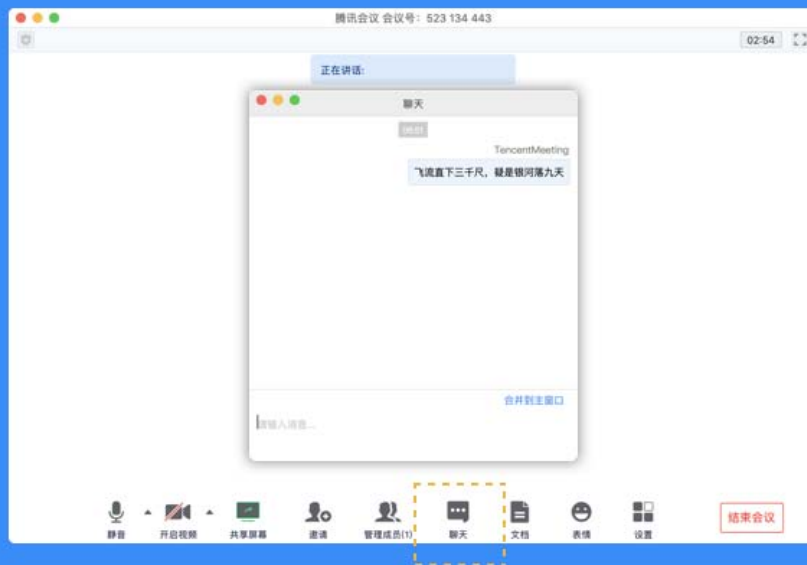 腾讯会议 会议号：523 134 443
02:54
正在讲话:
聊天
TencentMeeting
飞流直下三千尺，疑是银河落九天
合并到主窗口
请输入消息...
静音
开启视频
共享屏幕
邀请
管理成员(1)
聊天
文档
表情
设置
结束会议